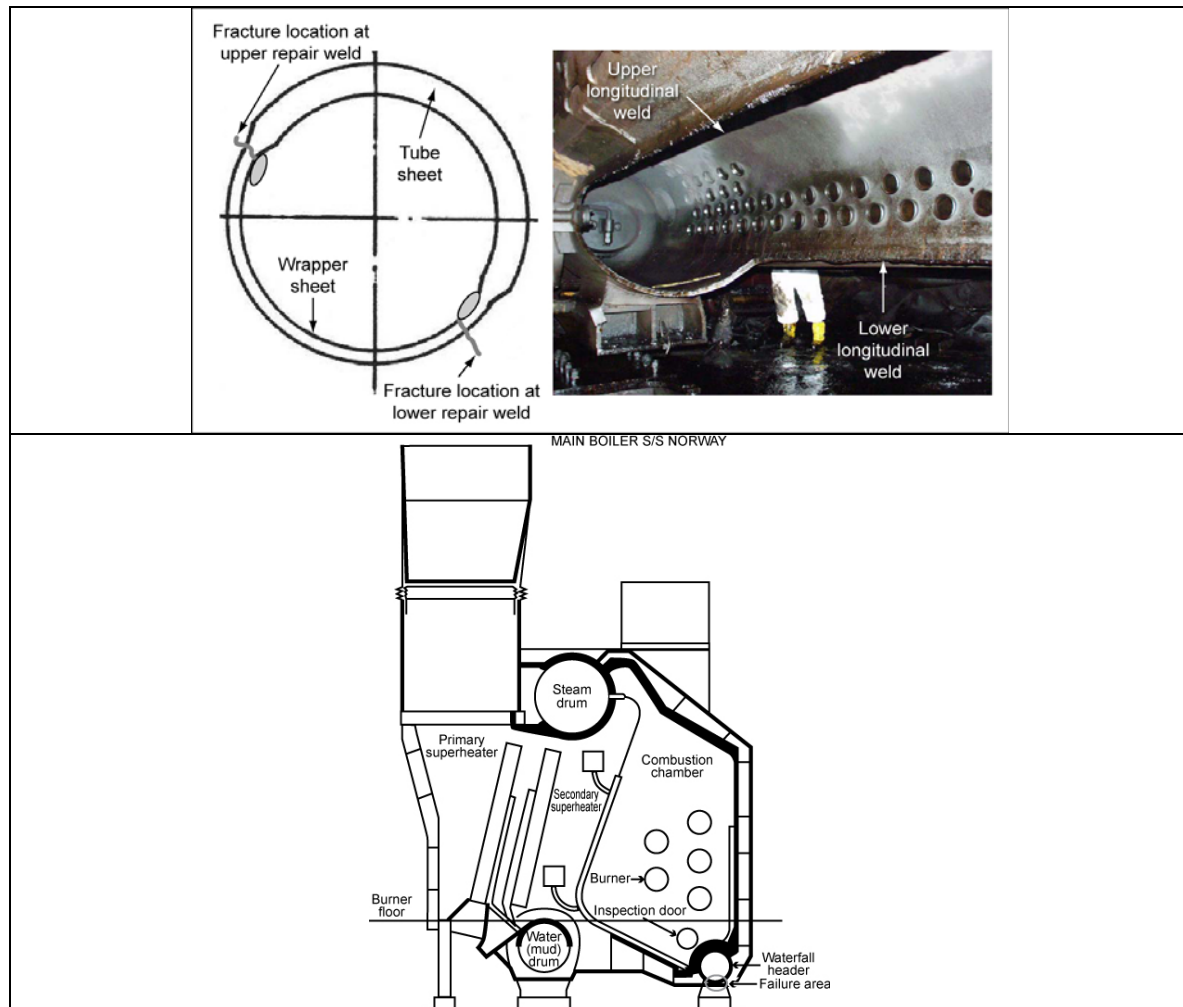 Fracture location at
upper repair weld
Tube
sheet
Wrapper
sheet
Fracture location at
lower repair weld
Upper
longitudinal
weld
Lower
longitudinal
weld
MAIN BOILER S/S NORWAY
Steam
drum
Primary
superheater
Combustion
chamber
Secondary
superheater
Burner
Burner
floor
Inspection door
Water
(mud)
drum
Waterfall
header
Failure area